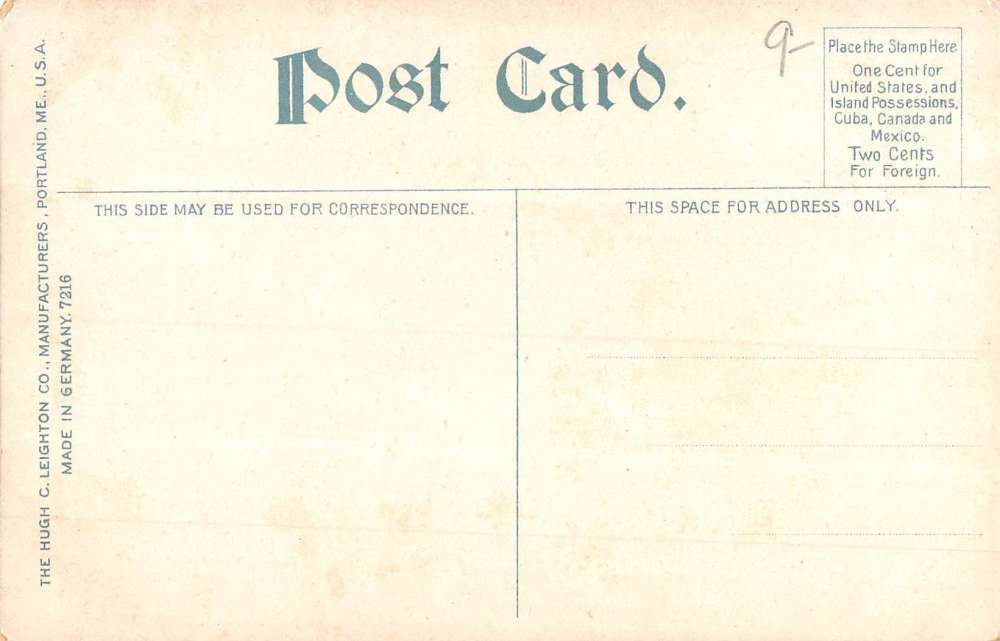 Post Card.
9-
Place the Stamp Here
One Cent for
United States, and
Island Possessions,
Cuba, Canada and
Mexico.
Two Cents
For Foreign.
THIS SIDE MAY BE USED FOR CORRESPONDENCE.
THIS SPACE FOR ADDRESS ONLY.
THE HUGH C. LEIGHTON CO., MANUFACTURERS, PORTLAND, ME., U.S.A.
MADE IN GERMANY. 7216